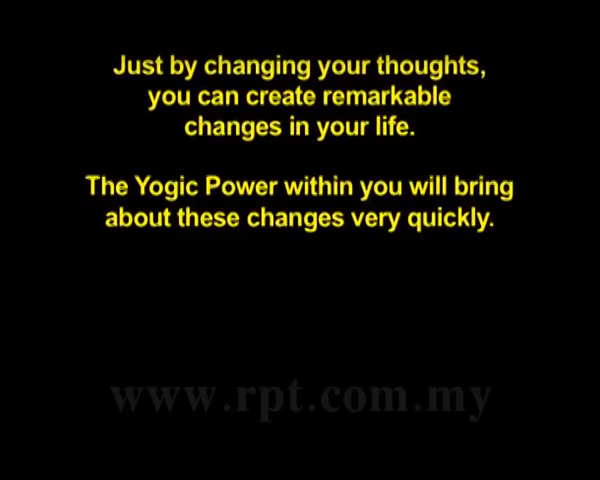 Just by changing your thoughts,
you can create remarkable
changes in your life.
The Yogic Power within you will bring
about these changes very quickly.
www.rpt.com.my